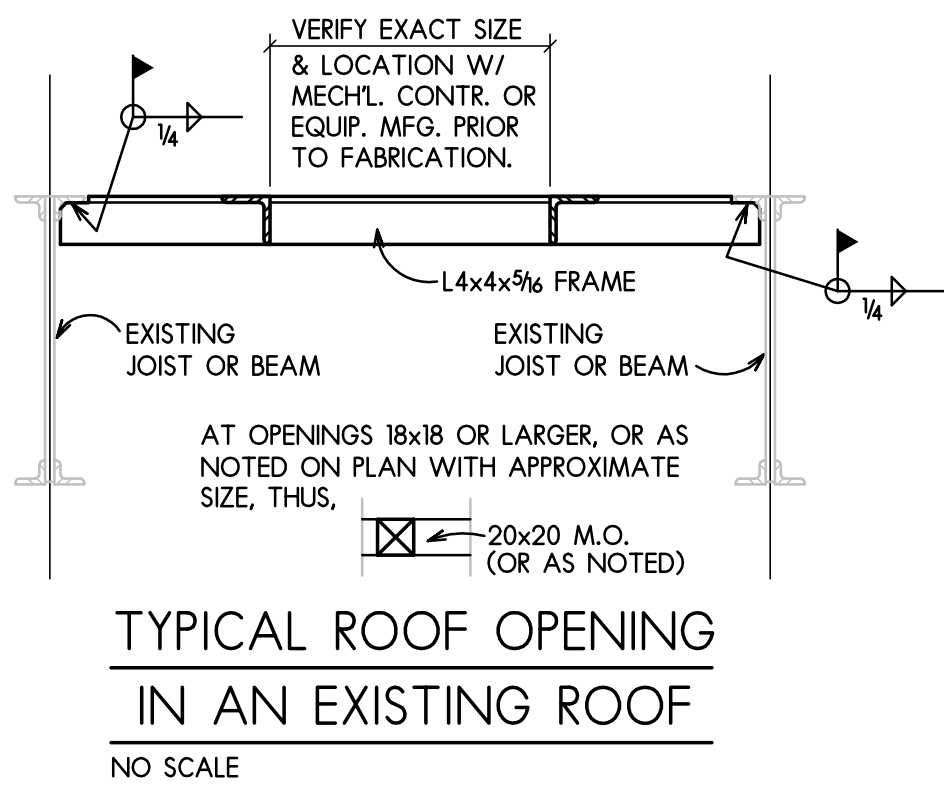 VERIFY EXACT SIZE
& LOCATION W/
MECH'L. CONTR. OR
EQUIP. MFG. PRIOR
TO FABRICATION.
1/4
L4x4x5/16 FRAME
1/4
EXISTING
JOIST OR BEAM
EXISTING
JOIST OR BEAM
AT OPENINGS 18x18 OR LARGER, OR AS
NOTED ON PLAN WITH APPROXIMATE
SIZE, THUS,
20x20 M.O.
(OR AS NOTED)
TYPICAL ROOF OPENING
IN AN EXISTING ROOF
NO SCALE